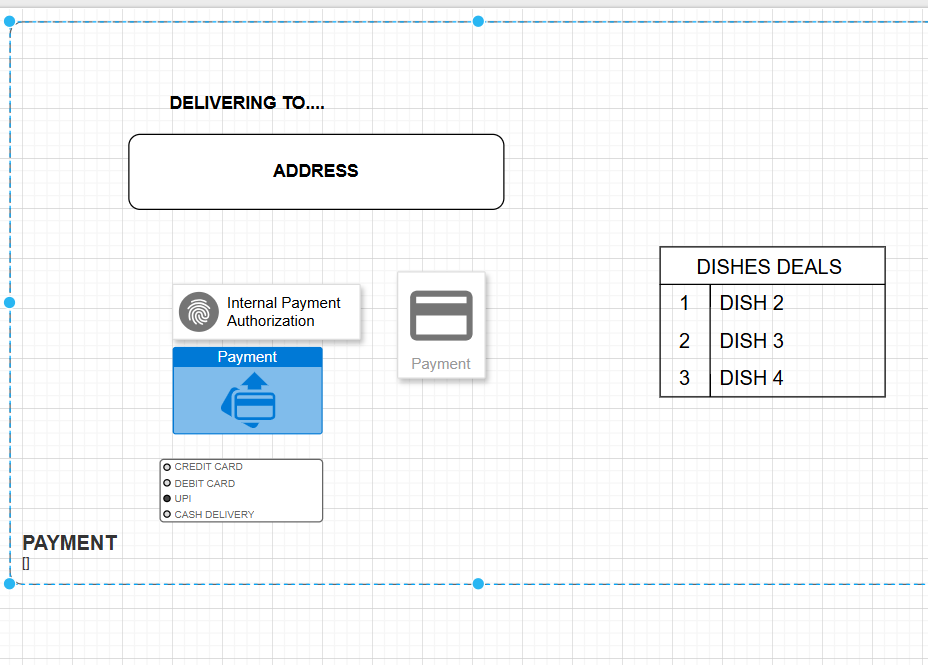 DELIVERING TO....
ADDRESS
Internal Payment
Authorization
Payment
Payment
CREDIT CARD
DEBIT CARD
UPI
CASH DELIVERY
DISHES DEALS
1 DISH 2
2 DISH 3
3 DISH 4
PAYMENT
[]